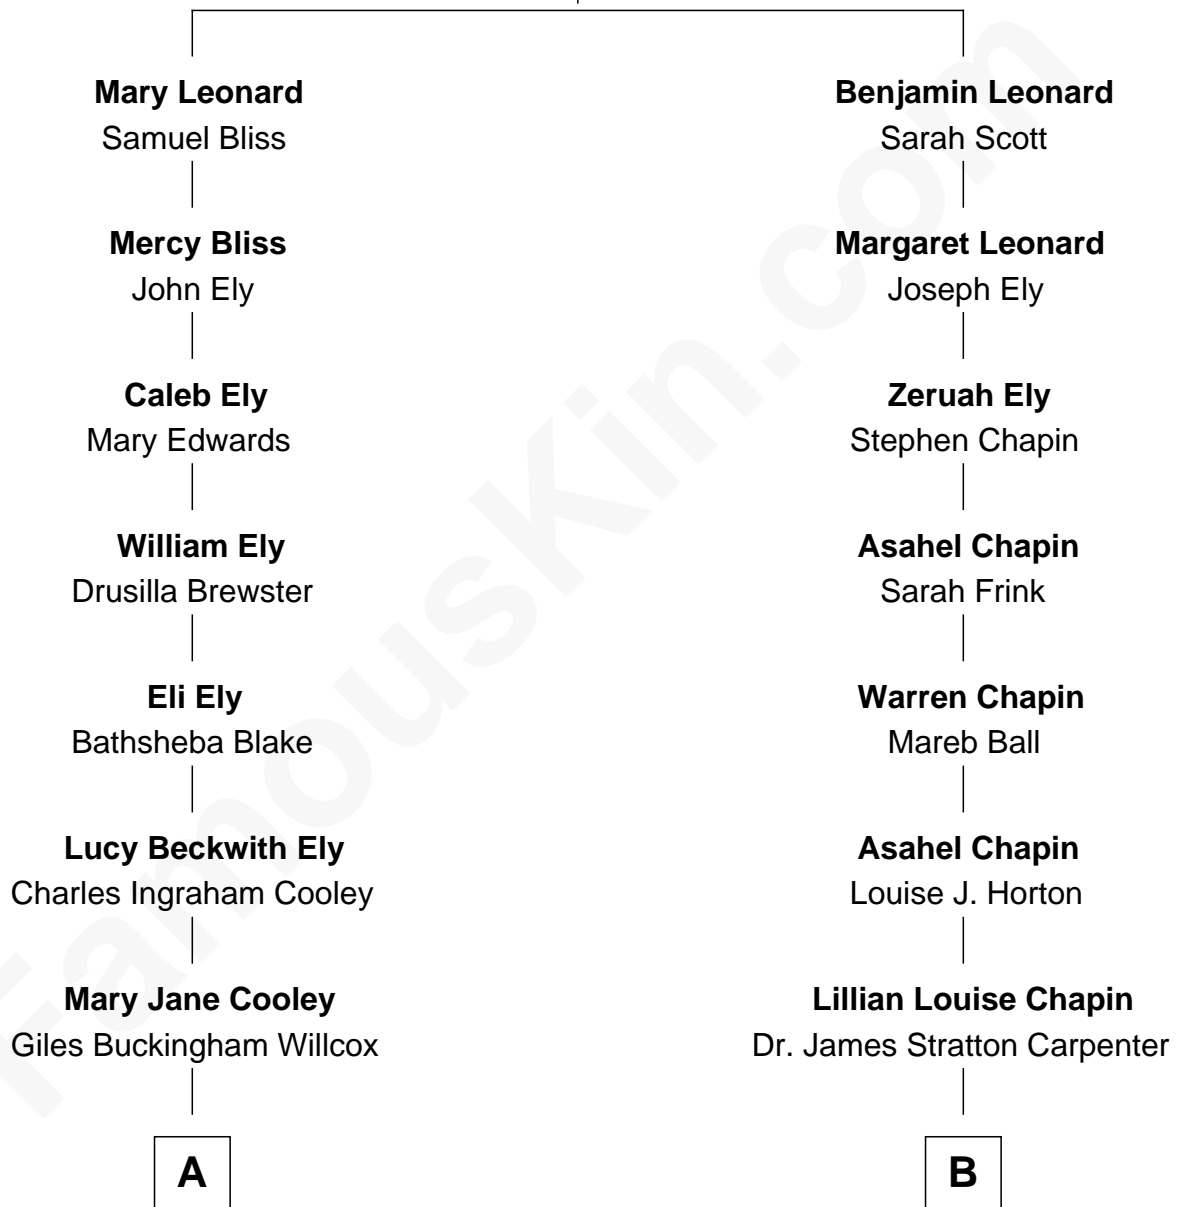 Mary Leonard
Samuel Bliss
Mercy Bliss
John Ely
Caleb Ely
Mary Edwards
William Ely
Drusilla Brewster
Eli Ely
Bathsheba Blake
Lucy Beckwith Ely
Charles Ingraham Cooley
Mary Jane Cooley
Giles Buckingham Willcox
A
Benjamin Leonard
Sarah Scott
Margaret Leonard
Joseph Ely
Zeruah Ely
Stephen Chapin
Asahel Chapin
Sarah Frink
Warren Chapin
Mareb Ball
Asahel Chapin
Louise J. Horton
Lillian Louise Chapin
Dr. James Stratton Carpenter
B
FamousKin.com